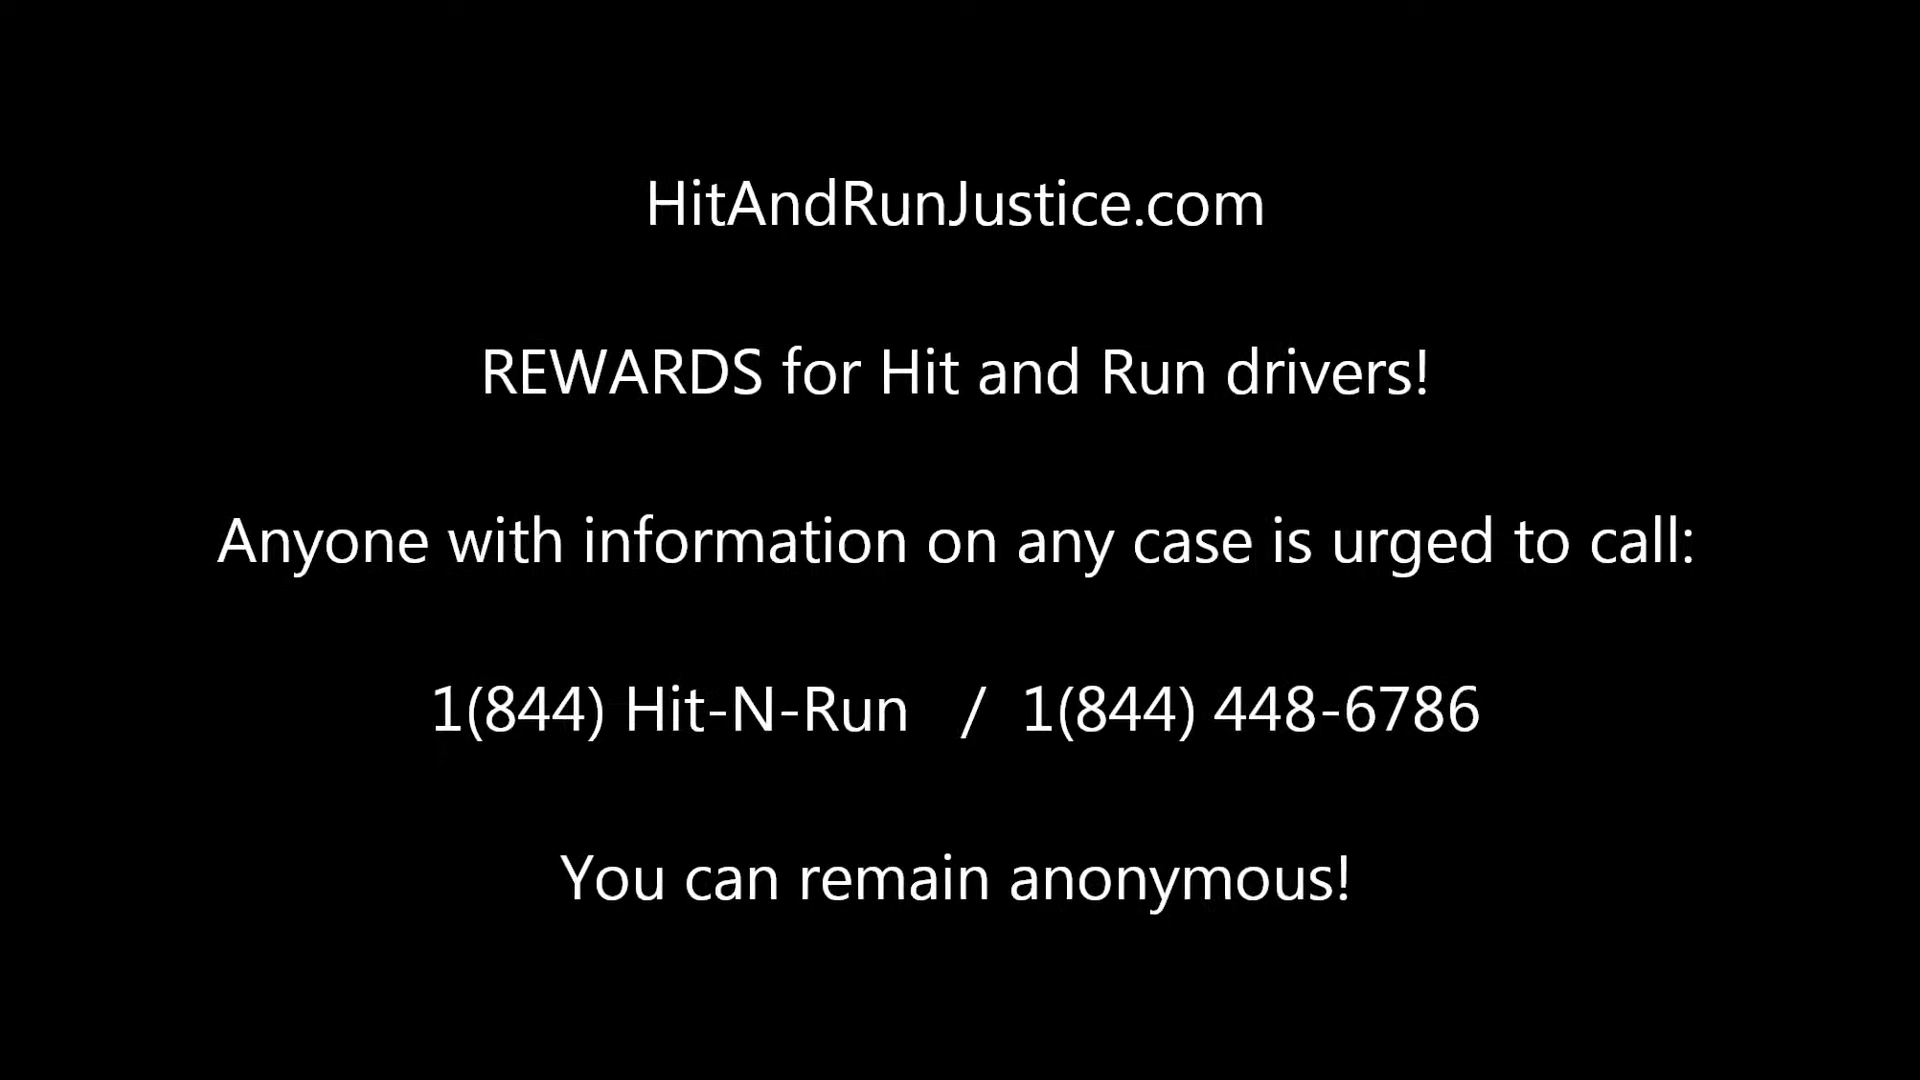 HitAndRunJustice.com
REWARDS for Hit and Run drivers!
Anyone with information on any case is urged to call:
1(844) Hit-N-Run / 1(844) 448-6786
You can remain anonymous!